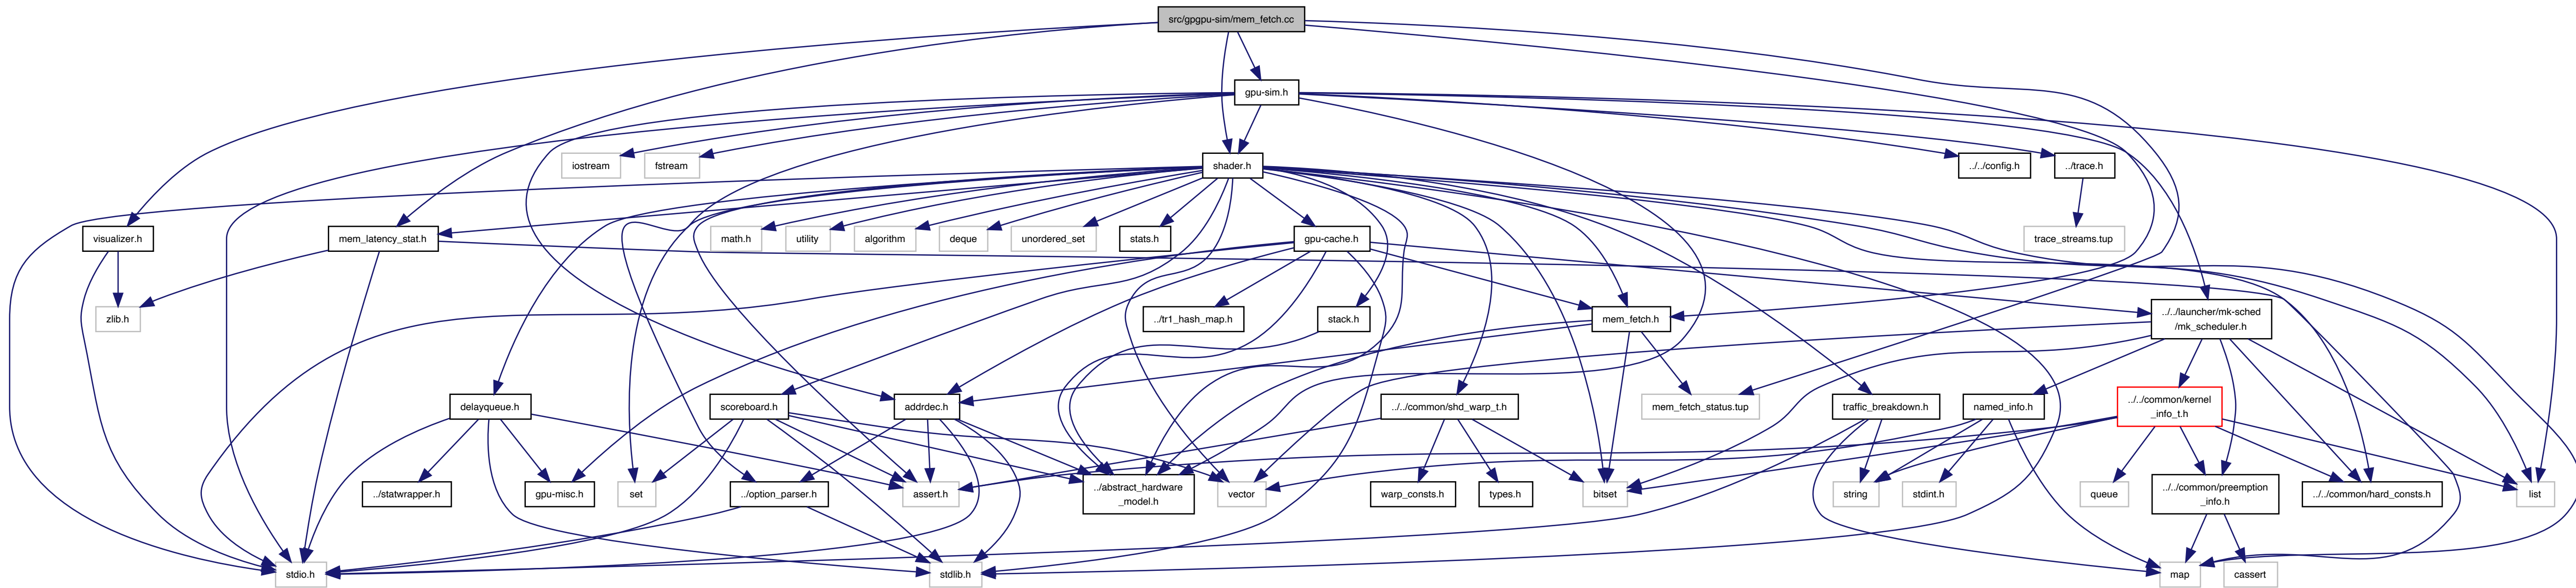 src/gpgpu-sim/mem_fetch.cc
gpu-sim.h
iostream
fstream
shader.h
../../config.h
../trace.h
visualizer.h
mem_latency_stat.h
math.h
utility
algorithm
deque
unordered_set
stats.h
gpu-cache.h
trace_streams.tup
zlib.h
../tr1_hash_map.h
stack.h
mem_fetch.h
../../launcher/mk-sched
/mk_scheduler.h
delayqueue.h
scoreboard.h
addrdec.h
../../common/shd_warp_t.h
mem_fetch_status.tup
traffic_breakdown.h
named_info.h
../../common/kernel
_info_t.h
../statwrapper.h
gpu-misc.h
set
../option_parser.h
assert.h
../abstract_hardware
_model.h
vector
warp_consts.h
types.h
bitset
string
stdint.h
queue
../../common/preemption
_info.h
../../common/hard_consts.h
list
stdio.h
stdlib.h
map
cassert